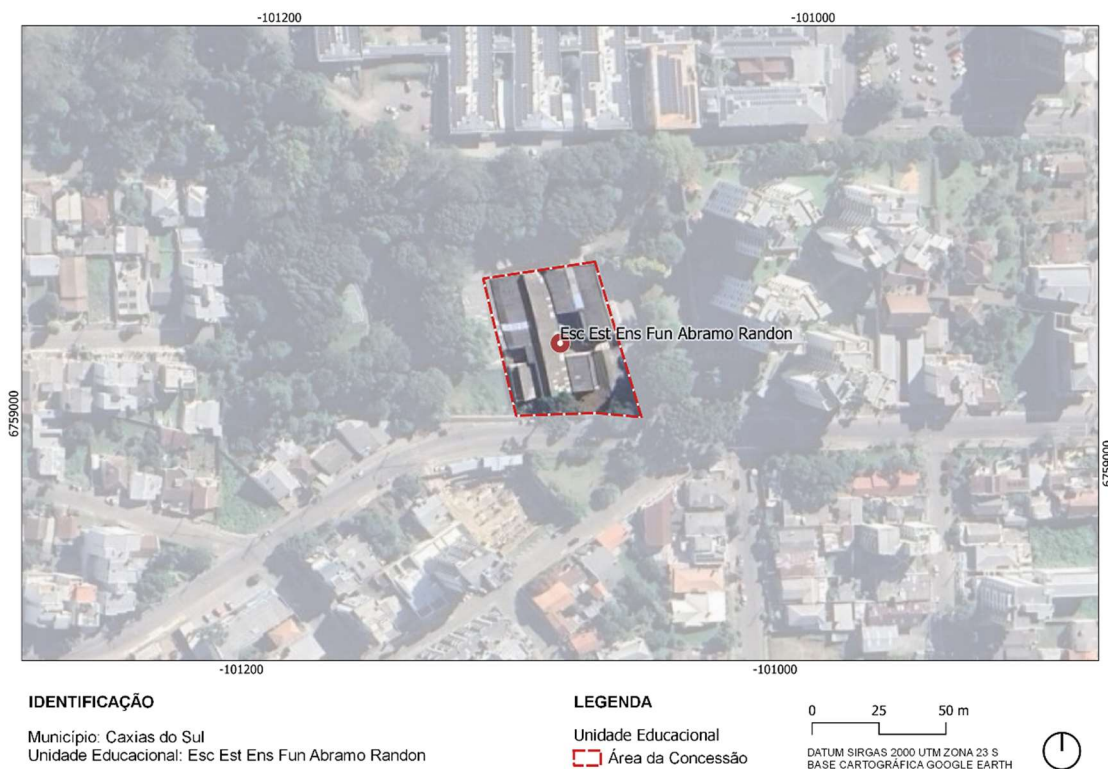 -101200
-101000
Esc Est Ens Fun Abramo Randon
6759000
6759000
-101200
-101000
IDENTIFICAÇÃO
Município: Caxias do Sul
Unidade Educacional: Esc Est Ens Fun Abramo Randon
LEGENDA
Unidade Educacional
Área da Concessão
0 25 50 m
DATUM SIRGAS 2000 UTM ZONA 23 S
BASE CARTOGRÁFICA GOOGLE EARTH